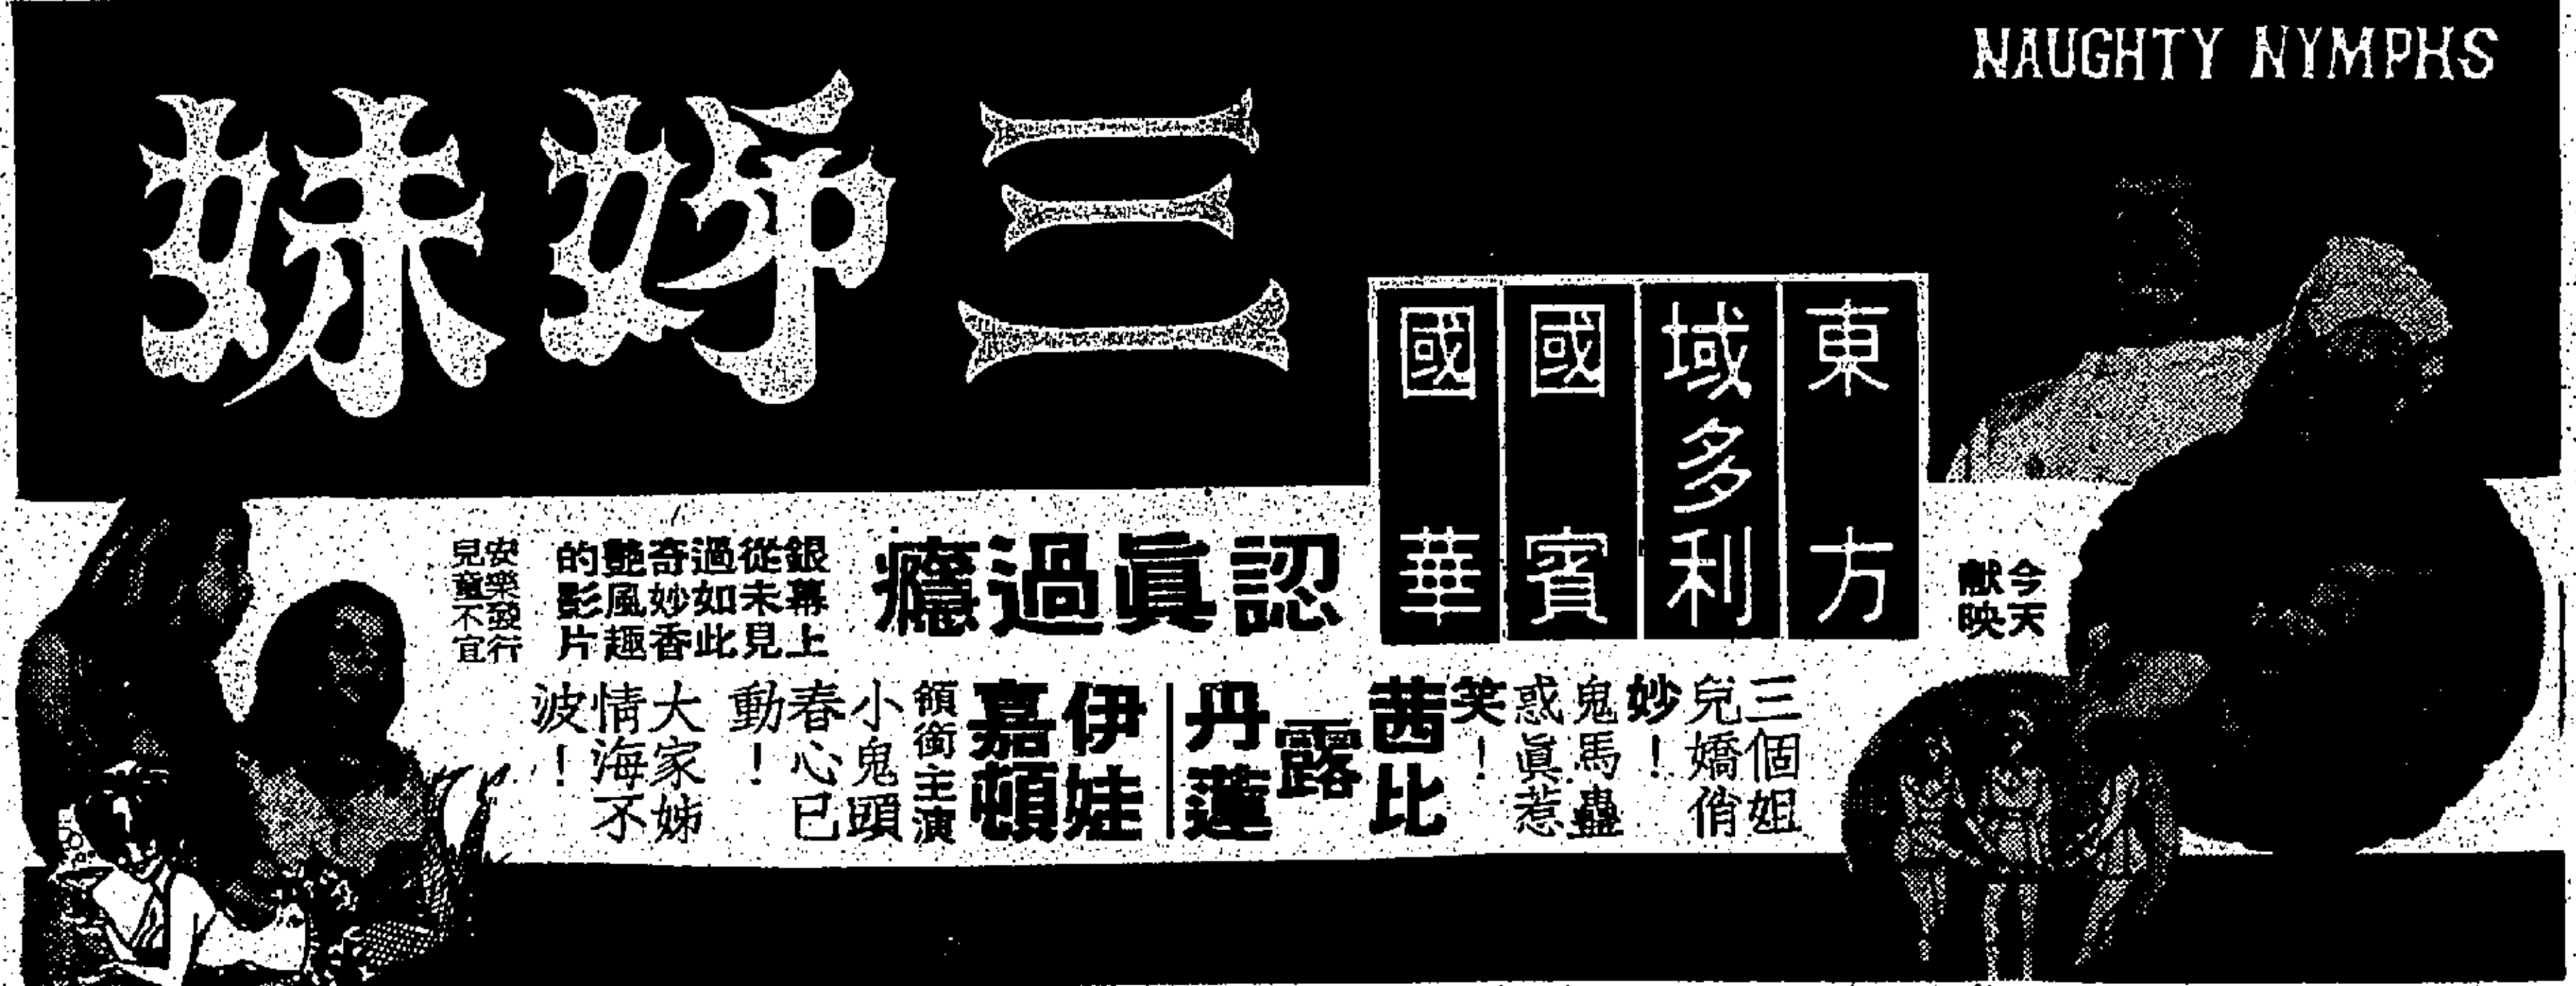 NAUGHTY NYMPHS
三姊妹
東方
域多利
國賓
國華
今天
献映
認眞過癮
銀幕上
從未見
過如此
奇妙香
艷風趣
的影片
安樂發行
兒童不宜
三個姐
兒嬌俏
妙！
鬼馬蠱
惑眞惹
笑！
茜比
露
丹蓮
伊娃
嘉頓
領銜主演
小鬼頭
春心已
動！
大家姊
情海不
波！